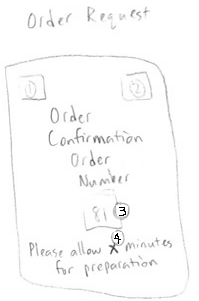 Order Request
① ②
Order
Confirmation
Order
Number
81 ③
④
Please allow X minutes
for preparation